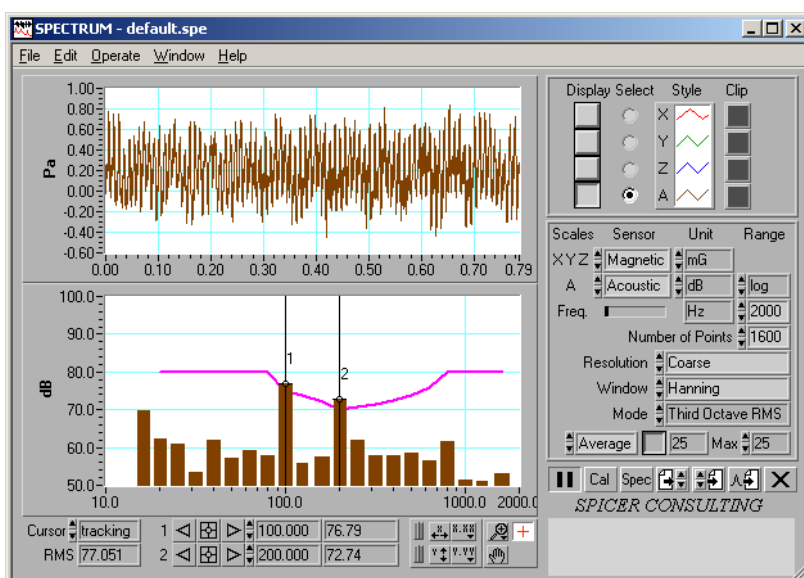 SPECTRUM - default.spe
File Edit Operate Window Help
1.00
0.80
0.60
0.40
0.20
0.00
-0.20
-0.40
-0.60
Pa
0.00 0.10 0.20 0.30 0.40 0.50 0.60 0.70 0.79
100.0
90.0
80.0
70.0
60.0
50.0
dB
1
2
10.0 100.0 1000.0 2000.0
Cursor tracking 1 100.000 76.79 X X.XX
RMS 77.051 2 200.000 72.74 Y Y.YY
Display Select Style Clip
X
Y
Z
A
Scales Sensor Unit Range
XYZ Magnetic mG
A Acoustic dB log
Freq. Hz 2000
Number of Points 1600
Resolution Coarse
Window Hanning
Mode Third Octave RMS
Average 25 Max 25
Cal Spec
SPICER CONSULTING